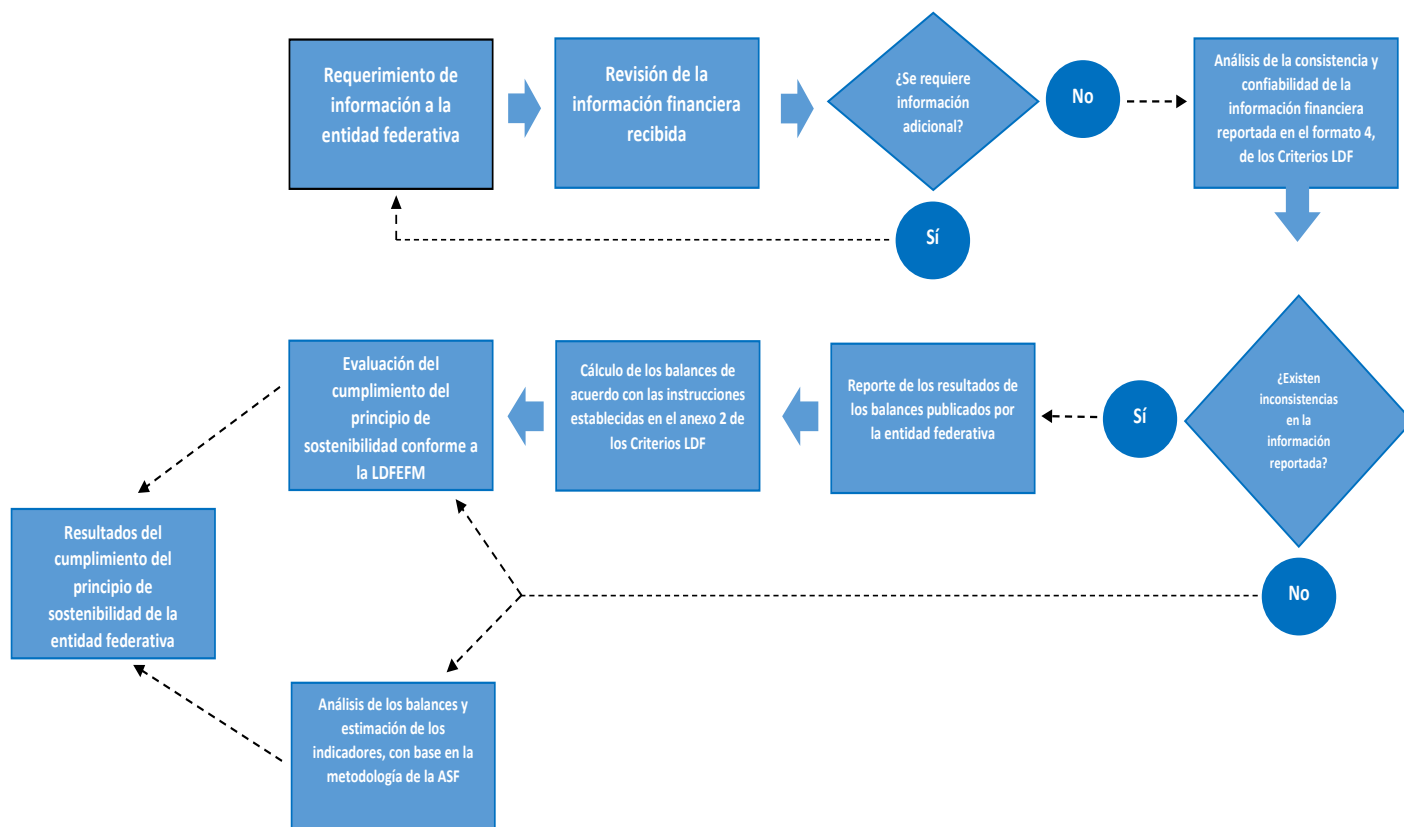 Requerimiento de
información a la
entidad federativa
Revisión de la
información financiera
recibida
¿Se requiere
información
adicional?
No
Análisis de la consistencia y
confiabilidad de la
información financiera
reportada en el formato 4,
de los Criterios LDF
Sí
¿Existen
inconsistencias
en la
información
reportada?
Sí
Reporte de los resultados de
los balances publicados por
la entidad federativa
Cálculo de los balances de
acuerdo con las instrucciones
establecidas en el anexo 2 de
los Criterios LDF
Evaluación del
cumplimiento del
principio de
sostenibilidad conforme a
la LDFEFM
No
Resultados del
cumplimiento del
principio de
sostenibilidad de la
entidad federativa
Análisis de los balances y
estimación de los
indicadores, con base en la
metodología de la ASF